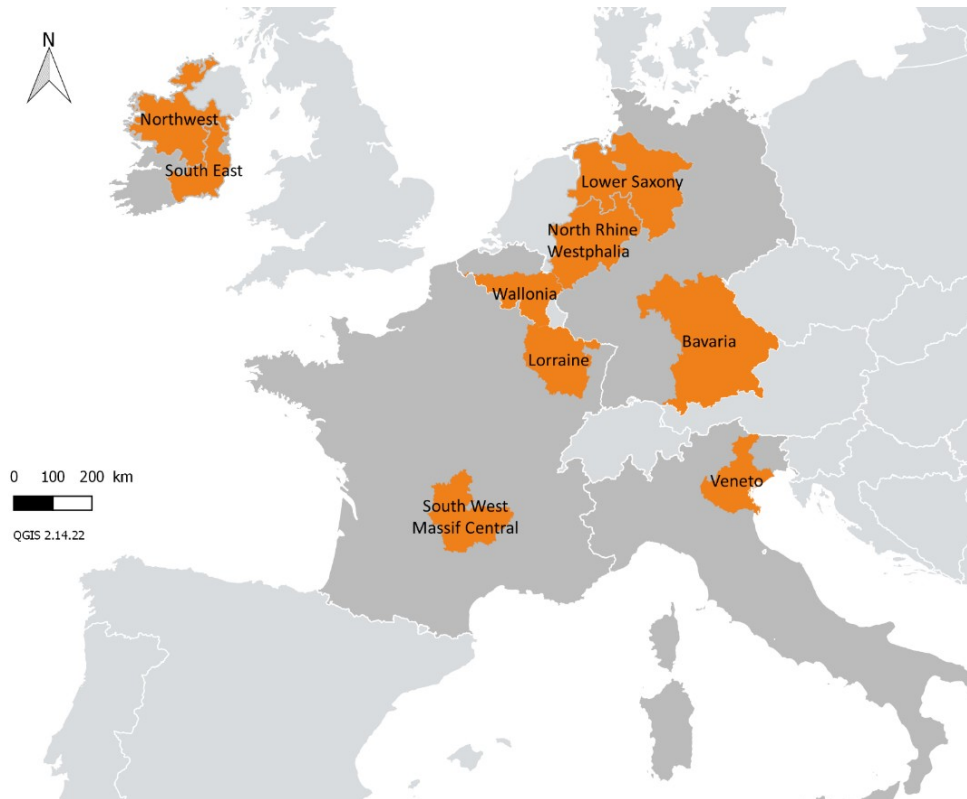 N
Northwest
South East
Lower Saxony
North Rhine
Westphalia
Wallonia
Lorraine
Bavaria
0 100 200 km
QGIS 2.14.22
South West
Massif Central
Veneto